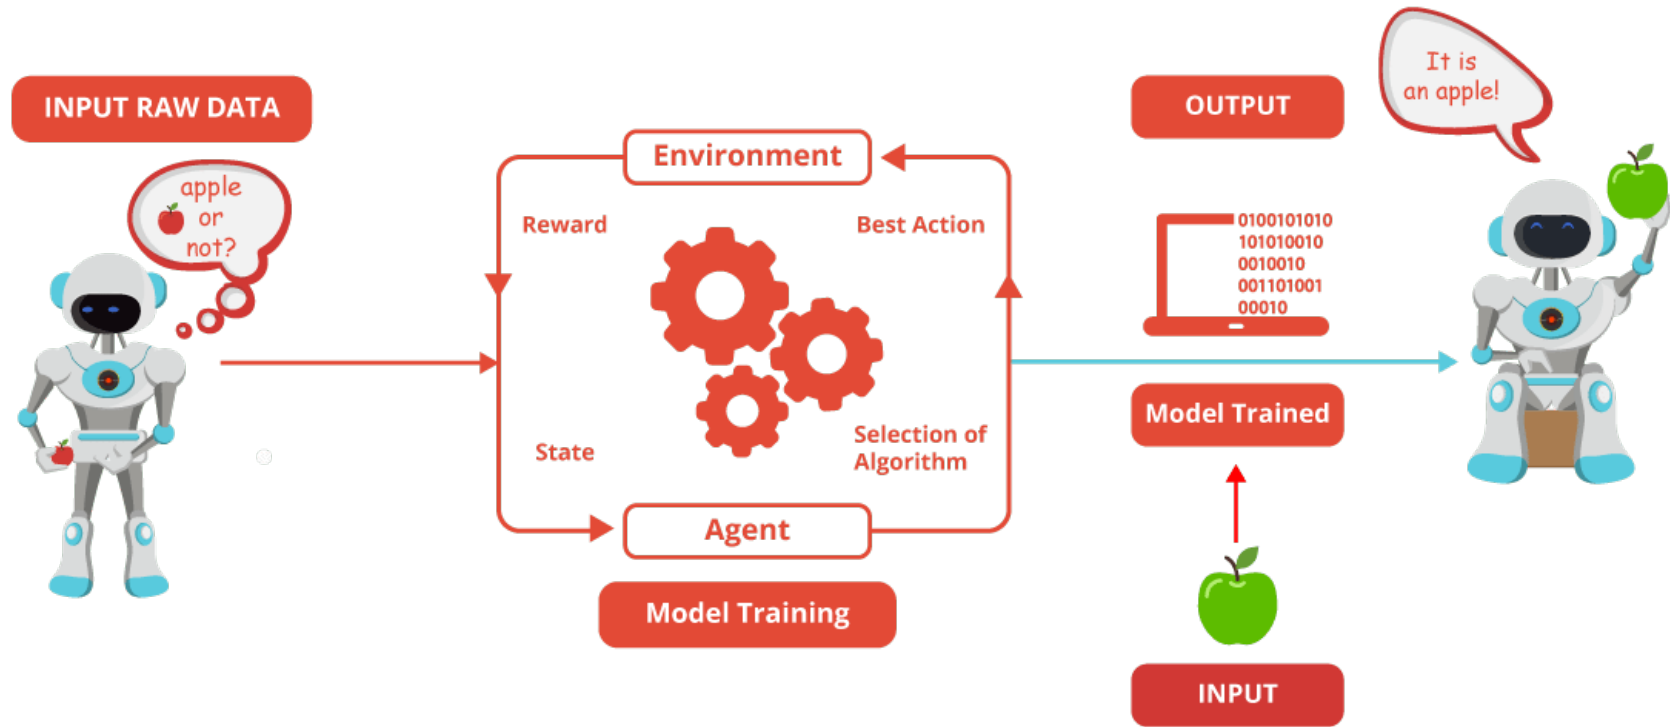 INPUT RAW DATA
apple
or
not?
Environment
Reward
Best Action
State
Selection of
Algorithm
Agent
Model Training
OUTPUT
0100101010
101010010
0010010
001101001
00010
Model Trained
INPUT
It is
an apple!